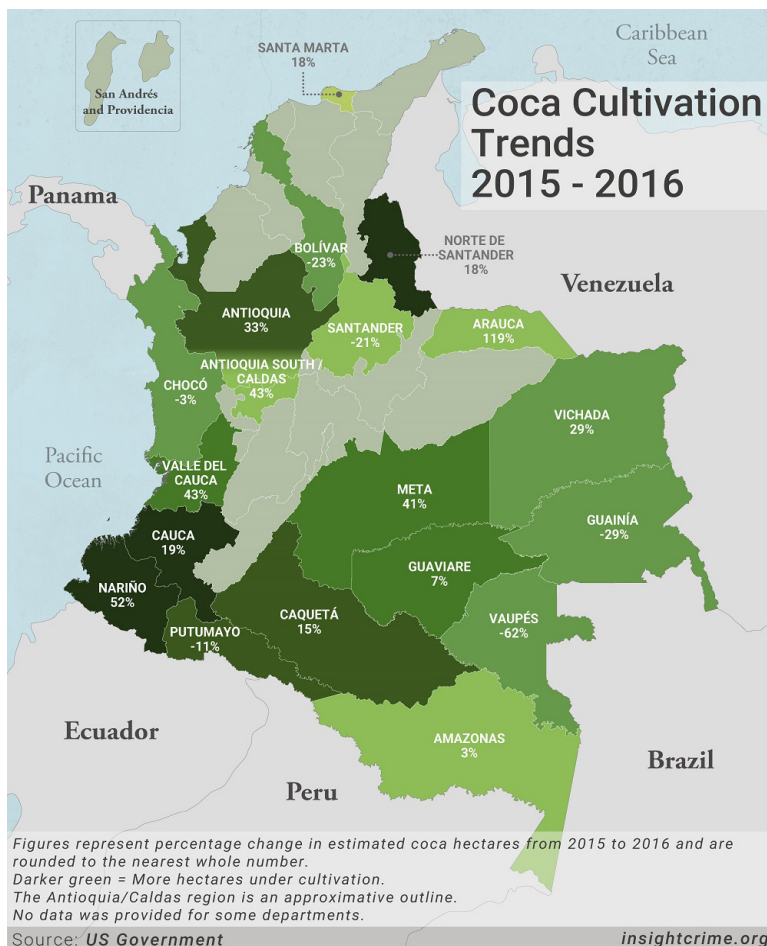 SANTA MARTA
18%
Caribbean
Sea
San Andrés
and Providencia
Coca Cultivation
Trends
2015 - 2016
Panama
BOLÍVAR
-23%
NORTE DE
SANTANDER
18%
Venezuela
ANTIOQUIA
33%
SANTANDER
-21%
ARAUCA
119%
ANTIOQUIA SOUTH /
CALDAS
43%
CHOCÓ
-3%
VICHADA
29%
Pacific
Ocean
VALLE DEL
CAUCA
43%
META
41%
GUAINÍA
-29%
CAUCA
19%
GUAVIARE
7%
NARIÑO
52%
CAQUETÁ
15%
VAUPÉS
-62%
PUTUMAYO
-11%
Ecuador
AMAZONAS
3%
Brazil
Peru
Figures represent percentage change in estimated coca hectares from 2015 to 2016 and are
rounded to the nearest whole number.
Darker green = More hectares under cultivation.
The Antioquia/Caldas region is an approximative outline.
No data was provided for some departments.
Source: US Government
insightcrime.org